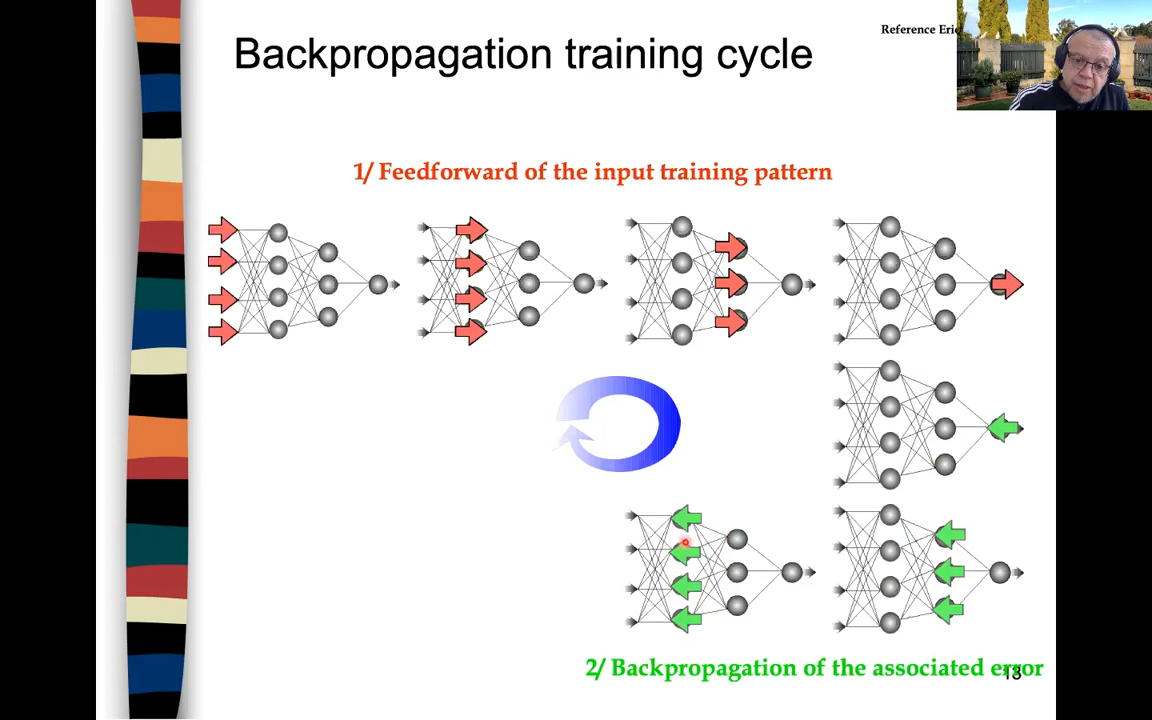 Reference Eric
Backpropagation training cycle
1/ Feedforward of the input training pattern
2/ Backpropagation of the associated error
13